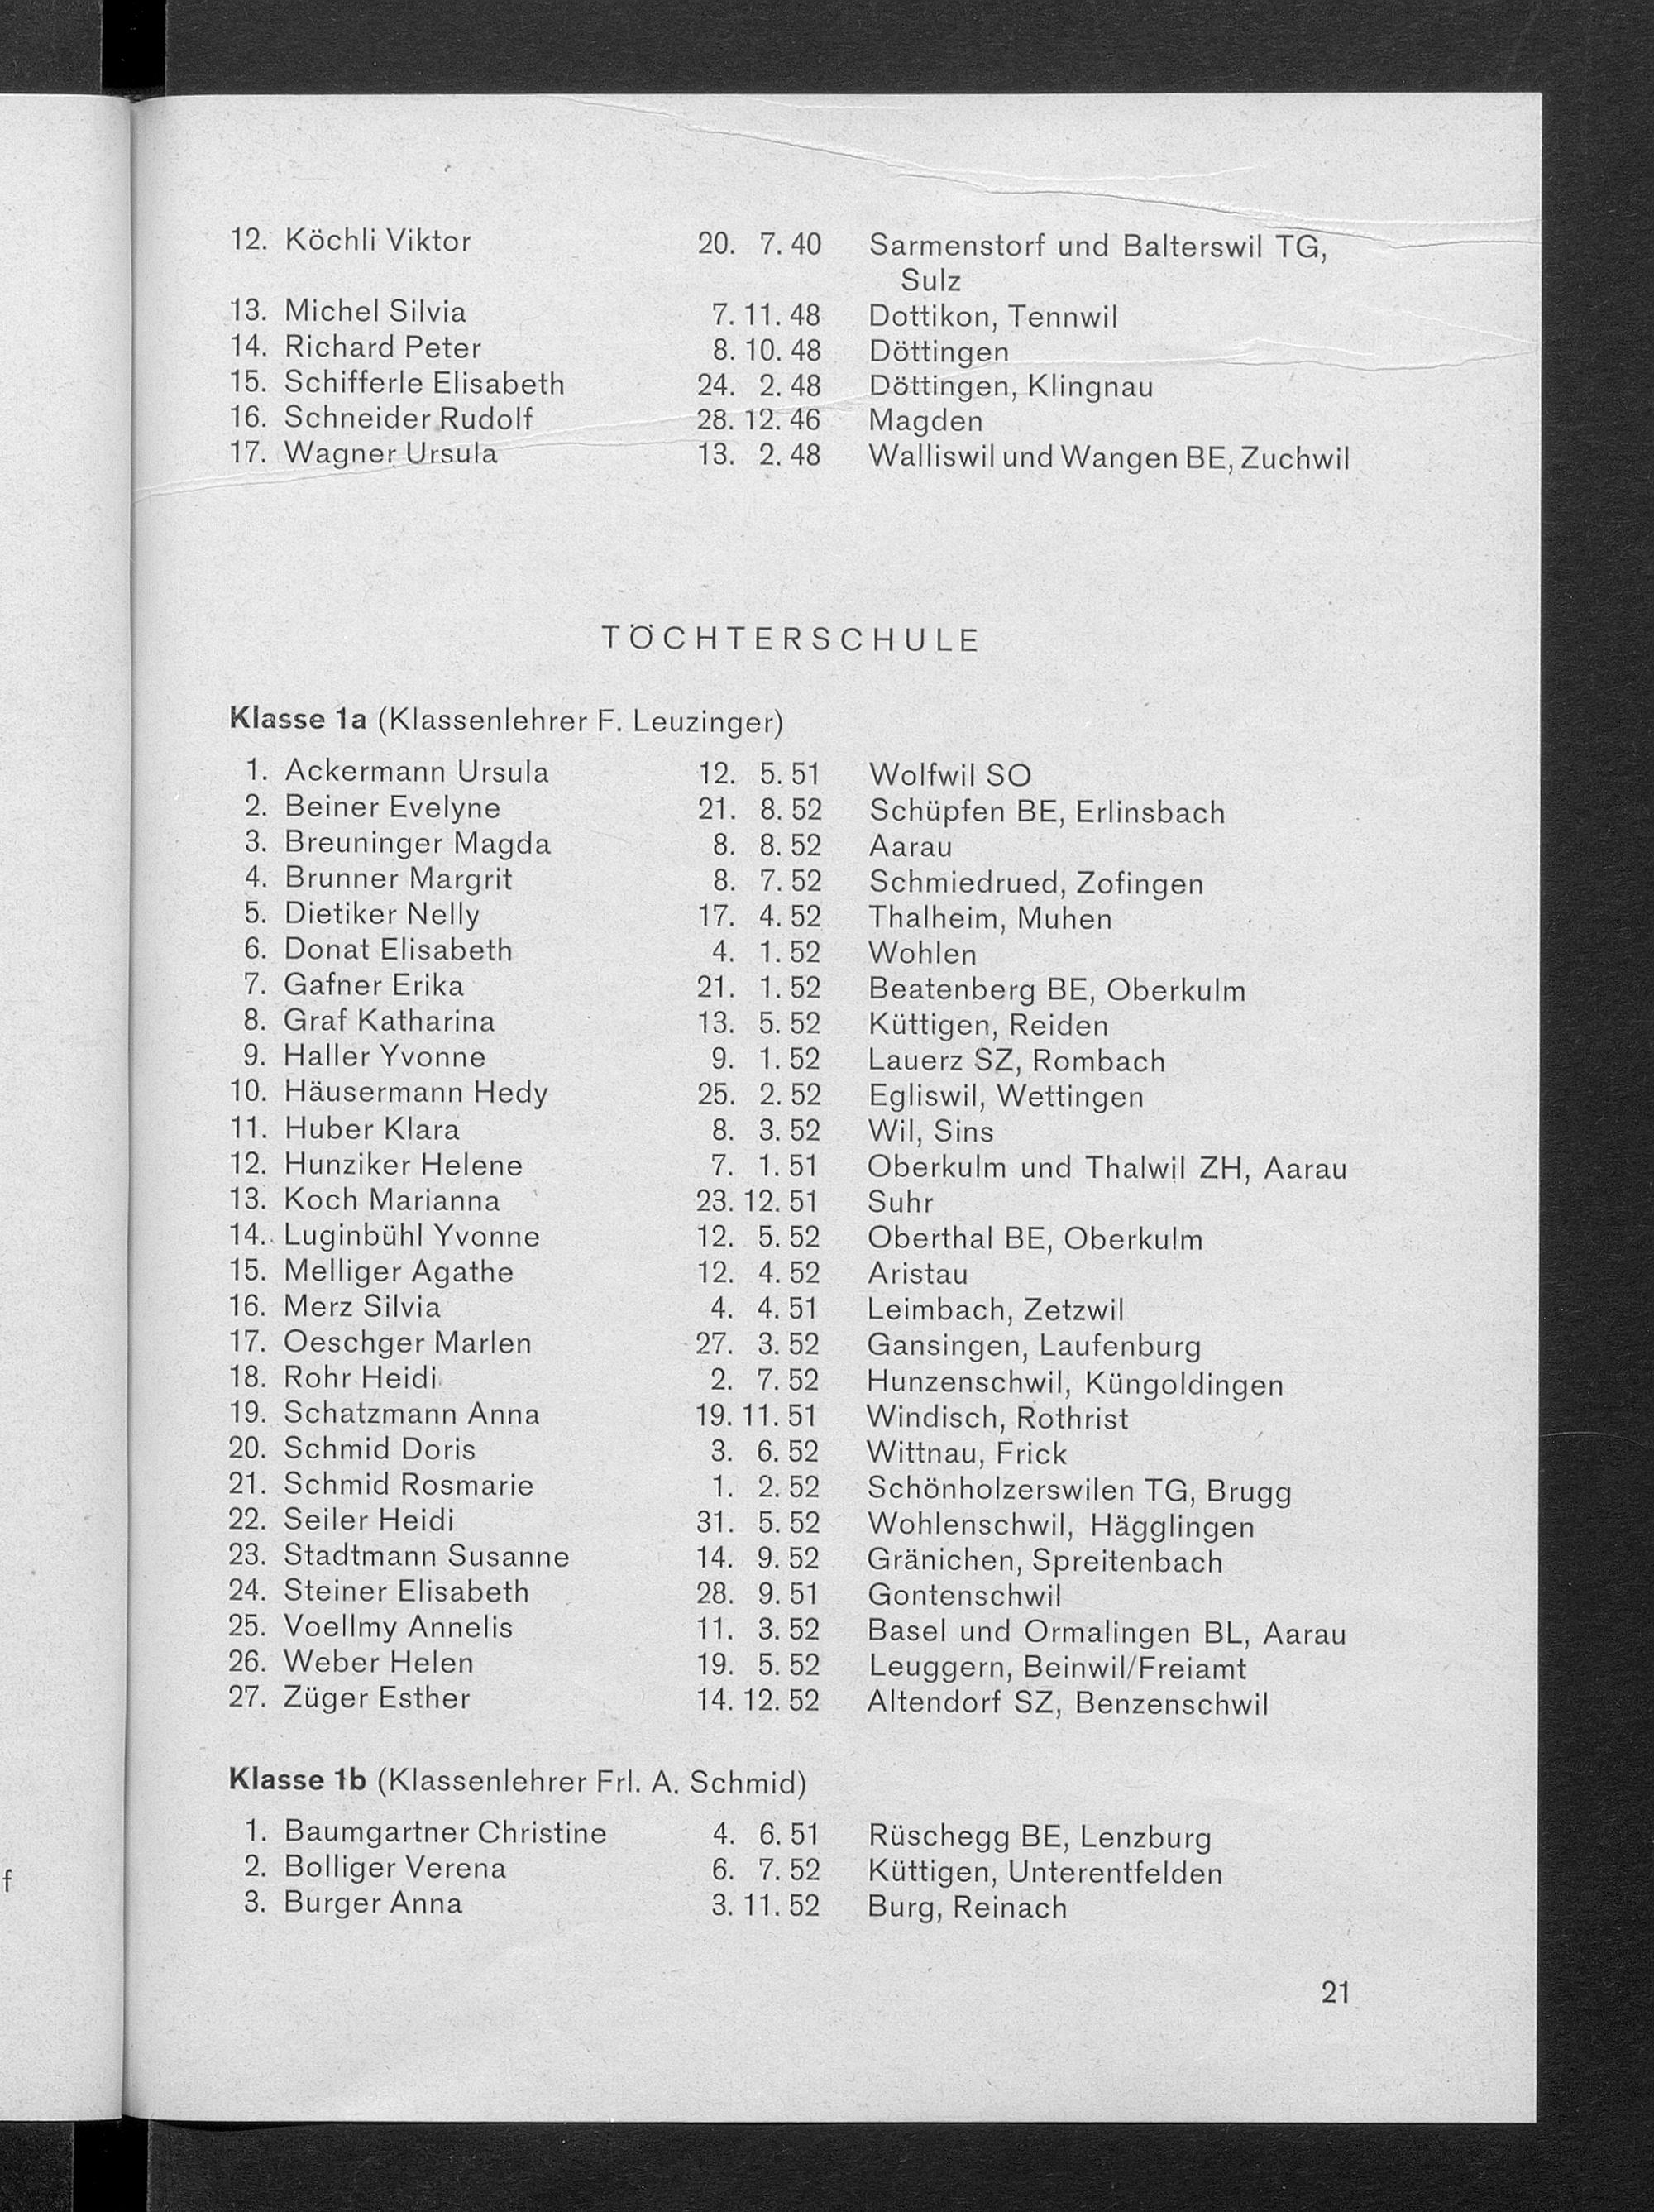 12. Köchli Viktor 20. 7. 40 Sarmenstorf und Balterswil TG,
Sulz
13. Michel Silvia 7. 11. 48 Dottikon, Tennwil
14. Richard Peter 8. 10. 48 Döttingen
15. Schifferle Elisabeth 24. 2. 48 Döttingen, Klingnau
16. Schneider Rudolf 28. 12. 46 Magden
17. Wagner Ursula 13. 2. 48 Walliswil und Wangen BE, Zuchwil
TÖCHTERSCHULE
Klasse 1a (Klassenlehrer F. Leuzinger)
1. Ackermann Ursula 12. 5. 51 Wolfwil SO
2. Beiner Evelyne 21. 8. 52 Schüpfen BE, Erlinsbach
3. Breuninger Magda 8. 8. 52 Aarau
4. Brunner Margrit 8. 7. 52 Schmiedrued, Zofingen
5. Dietiker Nelly 17. 4. 52 Thalheim, Muhen
6. Donat Elisabeth 4. 1. 52 Wohlen
7. Gafner Erika 21. 1. 52 Beatenberg BE, Oberkulm
8. Graf Katharina 13. 5. 52 Küttigen, Reiden
9. Haller Yvonne 9. 1. 52 Lauerz SZ, Rombach
10. Häusermann Hedy 25. 2. 52 Egliswil, Wettingen
11. Huber Klara 8. 3. 52 Wil, Sins
12. Hunziker Helene 7. 1. 51 Oberkulm und Thalwil ZH, Aarau
13. Koch Marianna 23. 12. 51 Suhr
14. Luginbühl Yvonne 12. 5. 52 Oberthal BE, Oberkulm
15. Melliger Agathe 12. 4. 52 Aristau
16. Merz Silvia 4. 4. 51 Leimbach, Zetzwil
17. Oeschger Marlen 27. 3. 52 Gansingen, Laufenburg
18. Rohr Heidi 2. 7. 52 Hunzenschwil, Küngoldingen
19. Schatzmann Anna 19. 11. 51 Windisch, Rothrist
20. Schmid Doris 3. 6. 52 Wittnau, Frick
21. Schmid Rosmarie 1. 2. 52 Schönholzerswilen TG, Brugg
22. Seiler Heidi 31. 5. 52 Wohlenschwil, Hägglingen
23. Stadtmann Susanne 14. 9. 52 Gränichen, Spreitenbach
24. Steiner Elisabeth 28. 9. 51 Gontenschwil
25. Voellmy Annelis 11. 3. 52 Basel und Ormalingen BL, Aarau
26. Weber Helen 19. 5. 52 Leuggern, Beinwil/Freiamt
27. Züger Esther 14. 12. 52 Altendorf SZ, Benzenschwil
Klasse 1b (Klassenlehrer Frl. A. Schmid)
1. Baumgartner Christine 4. 6. 51 Rüschegg BE, Lenzburg
2. Bolliger Verena 6. 7. 52 Küttigen, Unterentfelden
3. Burger Anna 3. 11. 52 Burg, Reinach
f
21